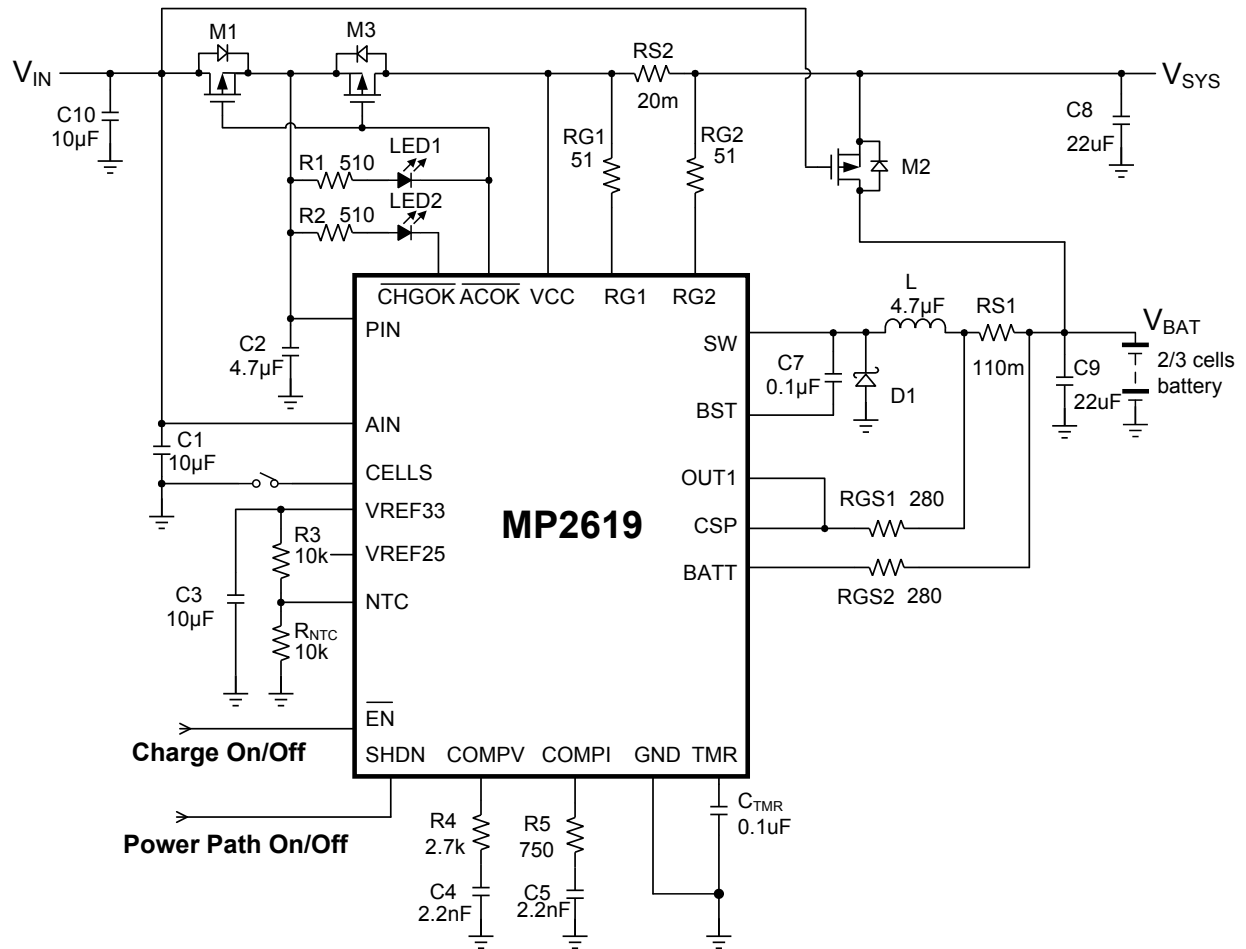 M1
M3
RS2
20m
VIN
VSYS
C10
10µF
C8
22uF
RG1
51
RG2
51
LED1
R1 510
M2
LED2
R2 510
CHGOK
ACOK
VCC
RG1
RG2
L
4.7µF
RS1
110m
VBAT
2/3 cells
battery
PIN
SW
C2
4.7µF
C7
0.1µF
D1
C9
22uF
BST
AIN
C1
10µF
CELLS
OUT1
VREF33
CSP
RGS1 280
MP2619
R3
10k
VREF25
BATT
RGS2 280
C3
10µF
NTC
RNTC
10k
EN
Charge On/Off
SHDN
COMPV
COMPI
GND
TMR
CTMR
0.1uF
Power Path On/Off
R4
2.7k
R5
750
C4
2.2nF
C5
2.2nF